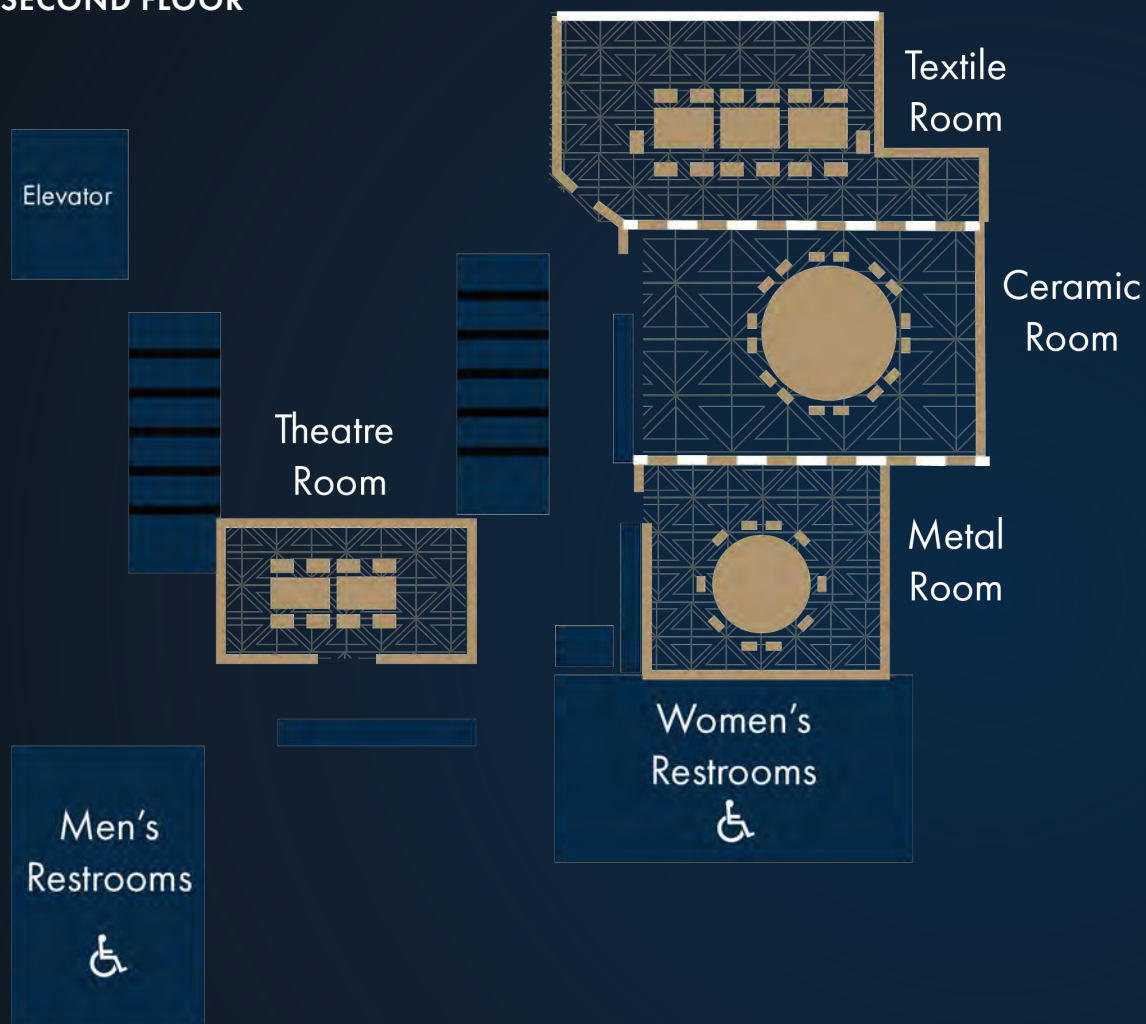 SECOND FLOOR
Textile
Room
Elevator
Ceramic
Room
Theatre
Room
Metal
Room
Women’s
Restrooms
Men’s
Restrooms